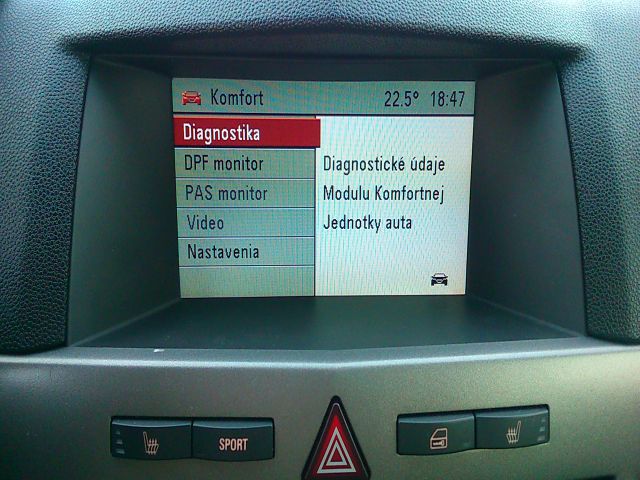 Komfort 22.5° 18:47
Diagnostika
DPF monitor
PAS monitor
Video
Nastavenia
Diagnostické údaje
Modulu Komfortnej
Jednotky auta
SPORT